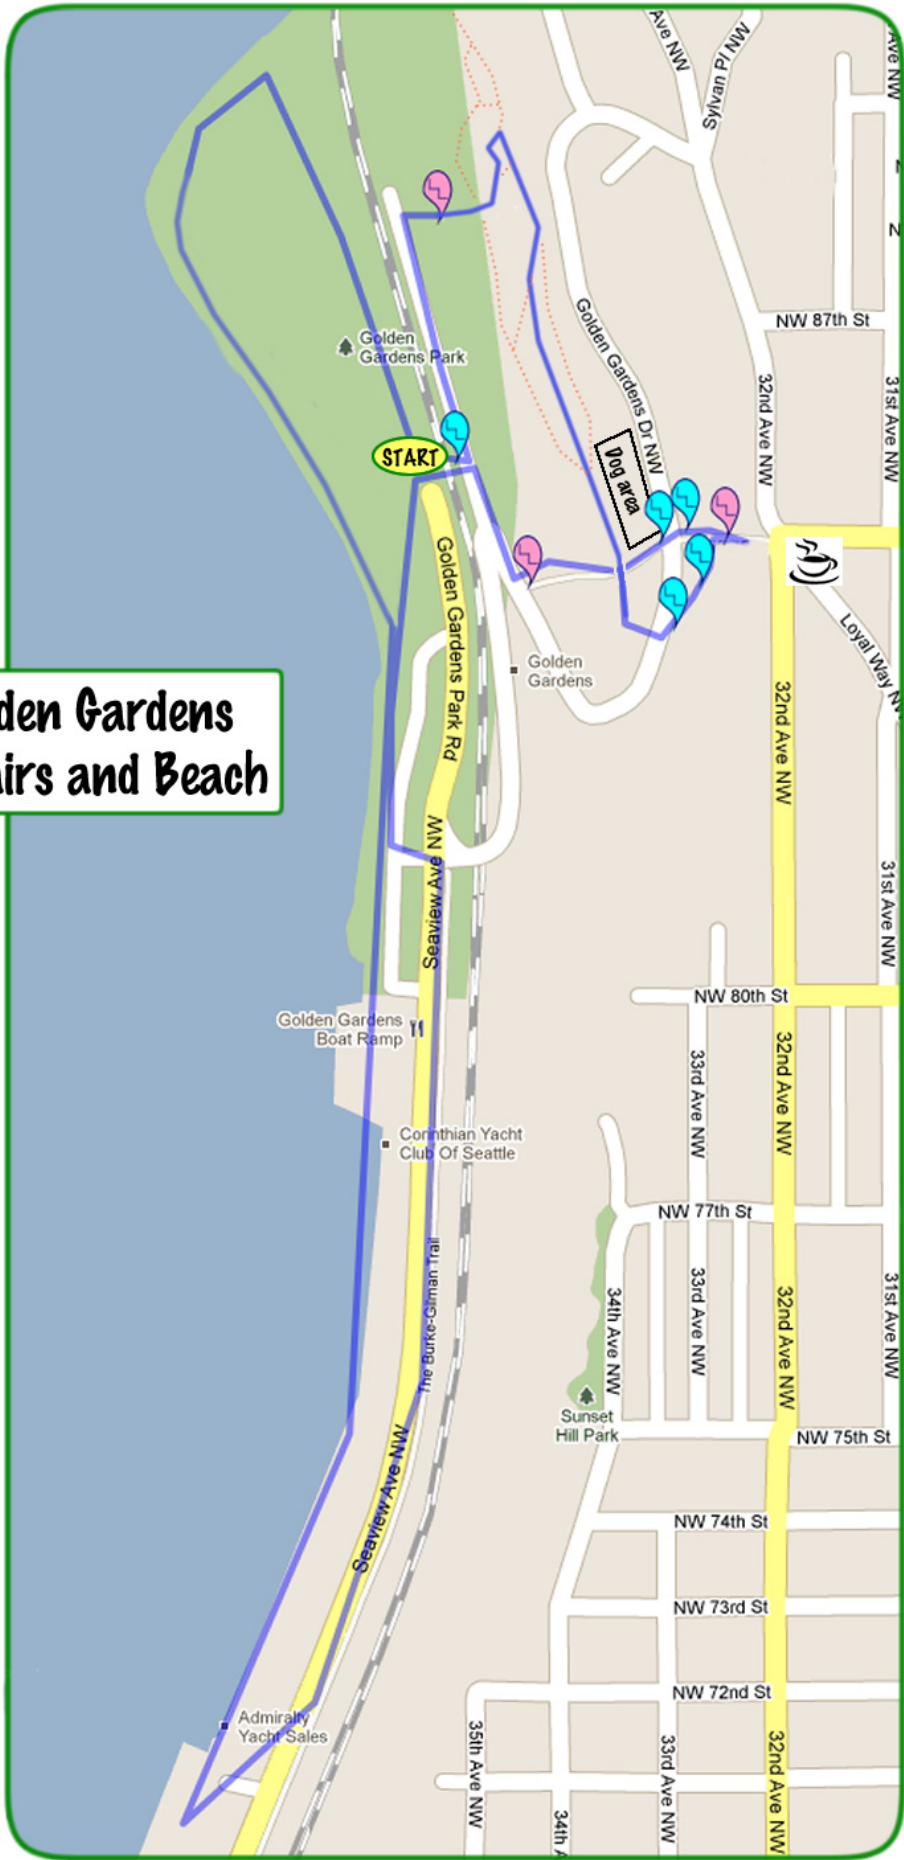 Ave NW
Sylvan Pl NW
Ave NW
N
NW 87th St
Golden
Gardens Park
Golden Gardens Dr NW
32nd Ave NW
31st Ave NW
START
Dog area
Golden Gardens Park Rd
Loyal Way NW
Golden
Gardens
den Gardens
airs and Beach
32nd Ave NW
Seaview Ave NW
31st Ave NW
NW 80th St
Golden Gardens
Boat Ramp
33rd Ave NW
32nd Ave NW
Corinthian Yacht
Club Of Seattle
NW 77th St
The Burke-Gilman Trail
34th Ave NW
33rd Ave NW
32nd Ave NW
31st Ave NW
Sunset
Hill Park
NW 75th St
Seaview Ave NW
NW 74th St
NW 73rd St
NW 72nd St
Admiralty
Yacht Sales
35th Ave NW
34th A
33rd Ave NW
32nd Ave NW